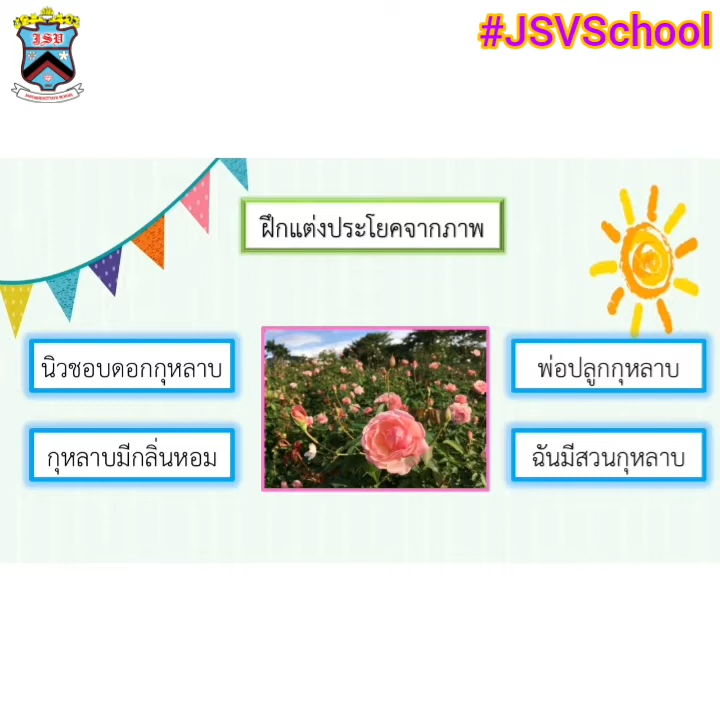 JSV
#JSVSchool
ฝึกแต่งประโยคจากภาพ
นิวชอบดอกกุหลาบ
พ่อปลูกกุหลาบ
กุหลาบมีกลิ่นหอม
ฉันมีสวนกุหลาบ